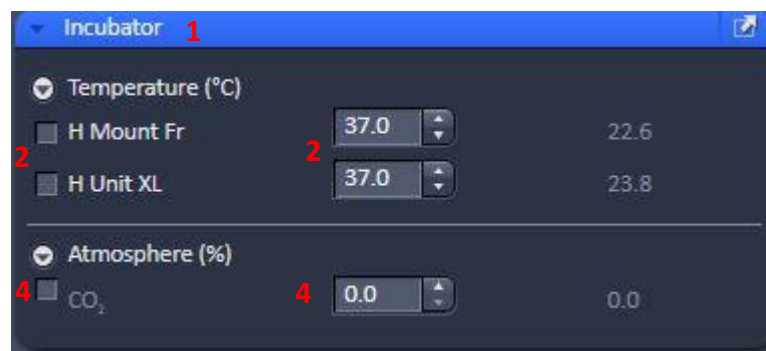 Incubator 1
Temperature (°C)
H Mount Fr 37.0 22.6
2 2
H Unit XL 37.0 23.8
Atmosphere (%)
4 CO₂ 4 0.0 0.0